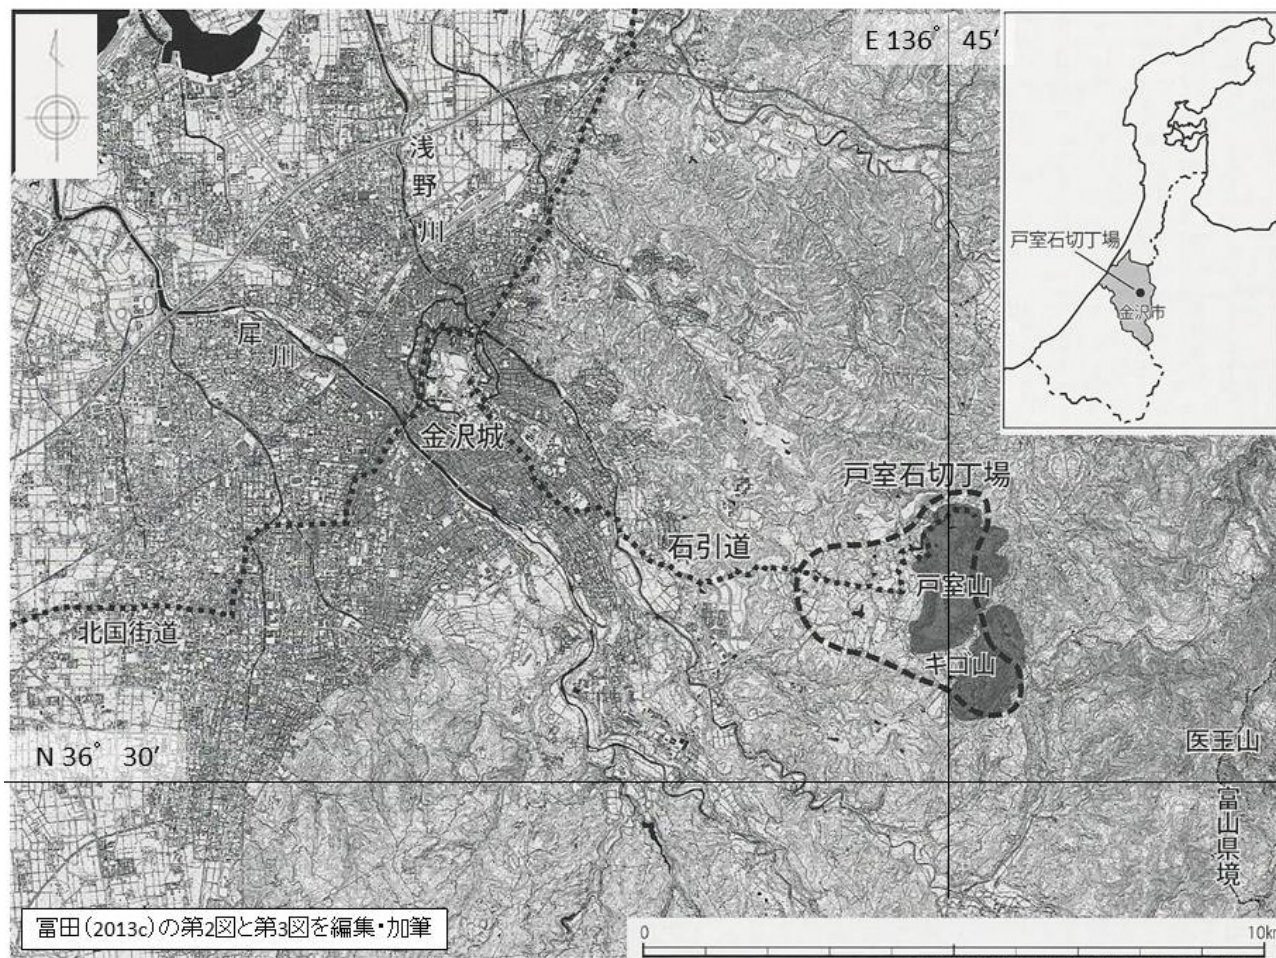 E 136° 45′
浅野川
戸室石切丁場
金沢市
犀川
金沢城
戸室石切丁場
石引道
戸室山
北国街道
キゴ山
医王山
N 36° 30′
富山県境
冨田(2013c)の第2図と第3図を編集・加筆
0
10km